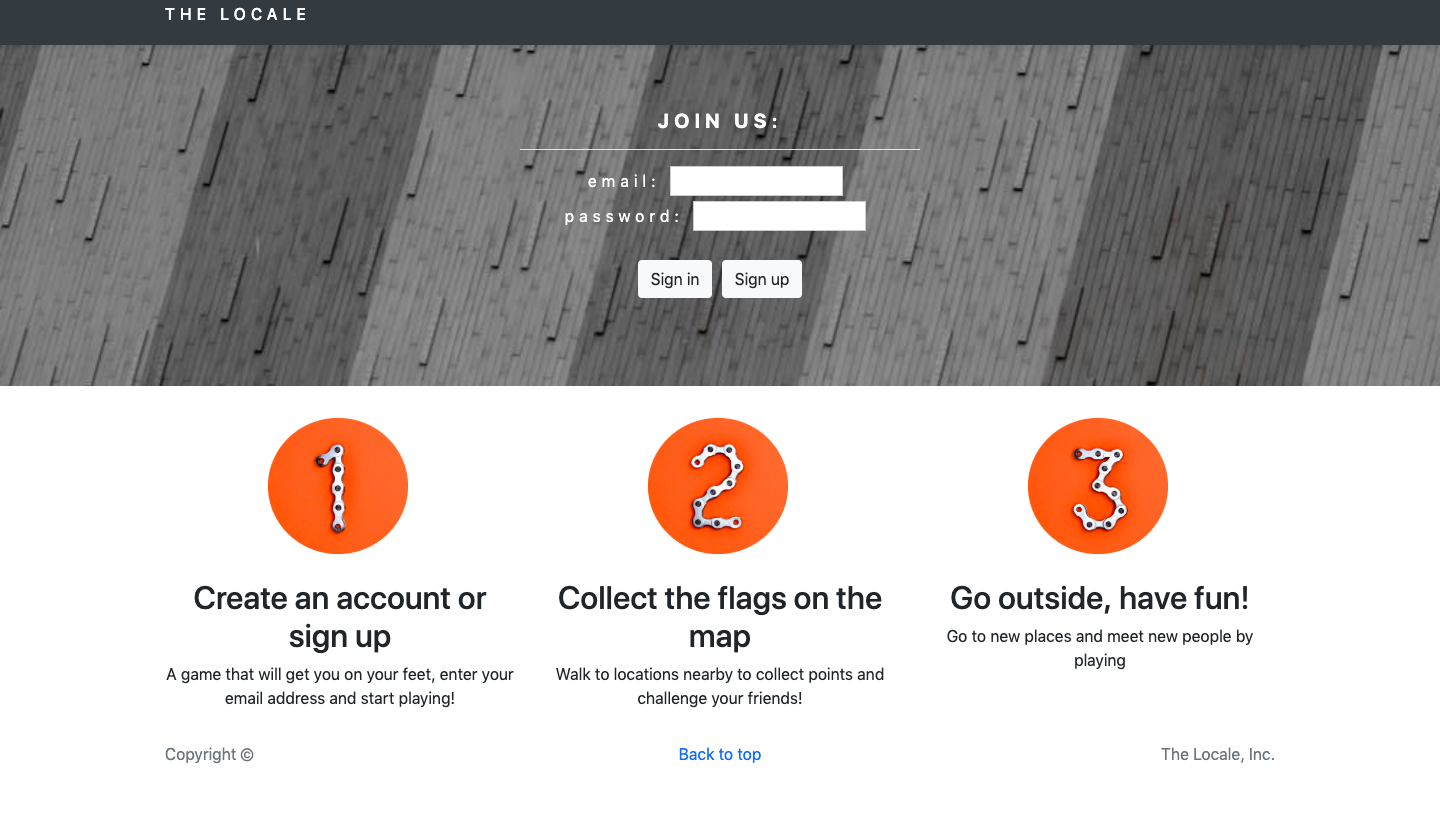 THE LOCALE
JOIN US:
email:
password:
Sign in Sign up
1 2 3
Create an account or
sign up
A game that will get you on your feet, enter your
email address and start playing!
Collect the flags on the
map
Walk to locations nearby to collect points and
challenge your friends!
Go outside, have fun!
Go to new places and meet new people by
playing
Copyright © Back to top The Locale, Inc.